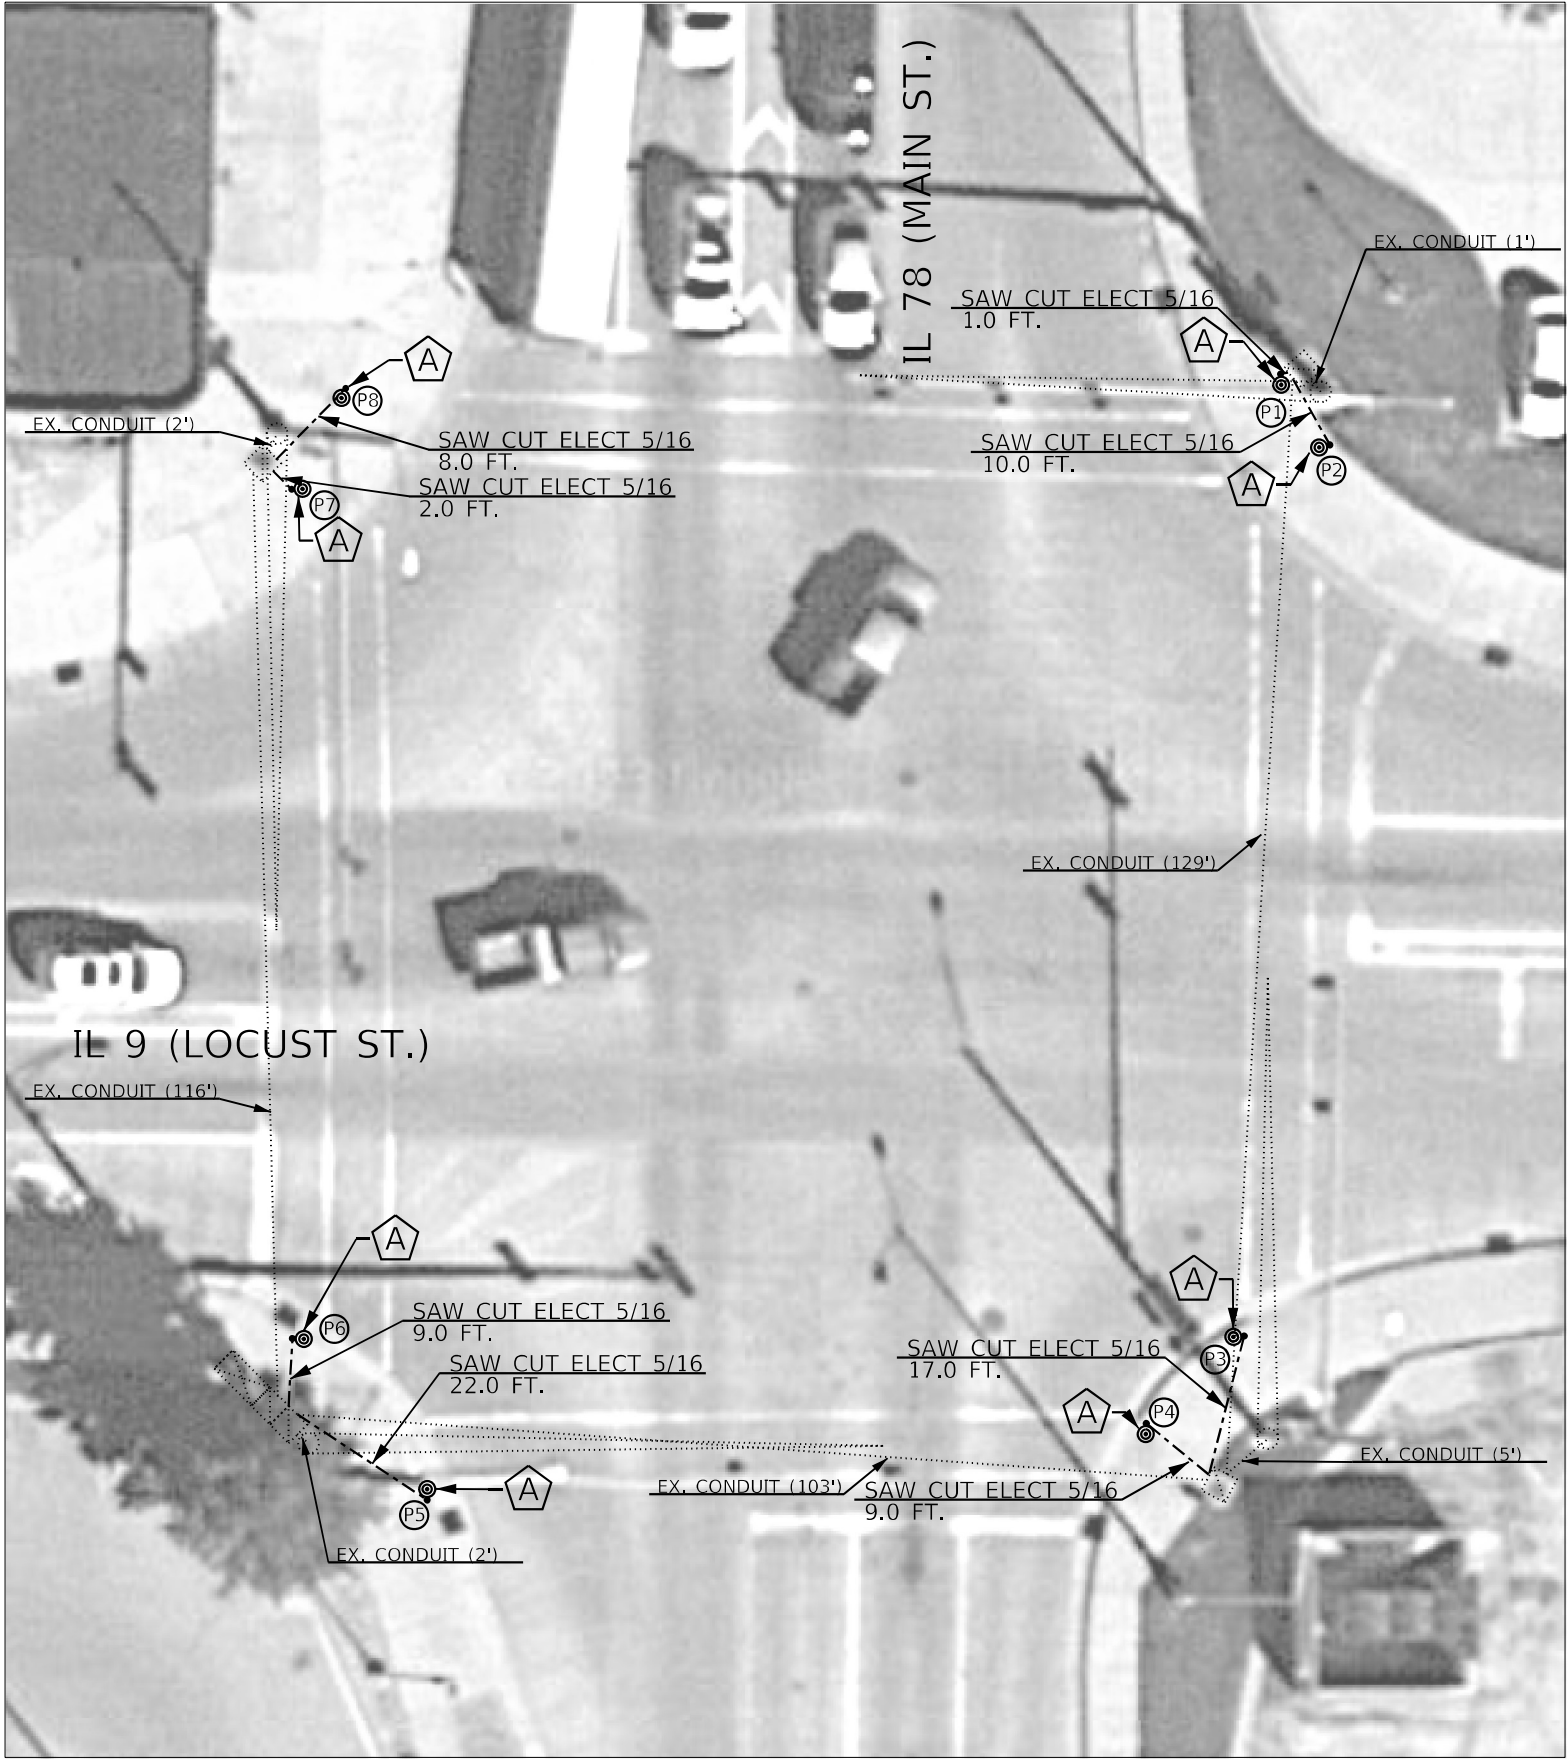 IL 78 (MAIN ST.)
EX. CONDUIT (1')
SAW CUT ELECT 5/16
1.0 FT.
A
A
P8
P1
EX. CONDUIT (2')
SAW CUT ELECT 5/16
8.0 FT.
SAW CUT ELECT 5/16
10.0 FT.
P2
A
SAW CUT ELECT 5/16
2.0 FT.
P7
A
EX. CONDUIT (129')
IL 9 (LOCUST ST.)
EX. CONDUIT (116')
A
A
P6
SAW CUT ELECT 5/16
9.0 FT.
SAW CUT ELECT 5/16
17.0 FT.
P3
SAW CUT ELECT 5/16
22.0 FT.
A
P4
EX. CONDUIT (5')
EX. CONDUIT (103')
SAW CUT ELECT 5/16
9.0 FT.
A
P5
EX. CONDUIT (2')